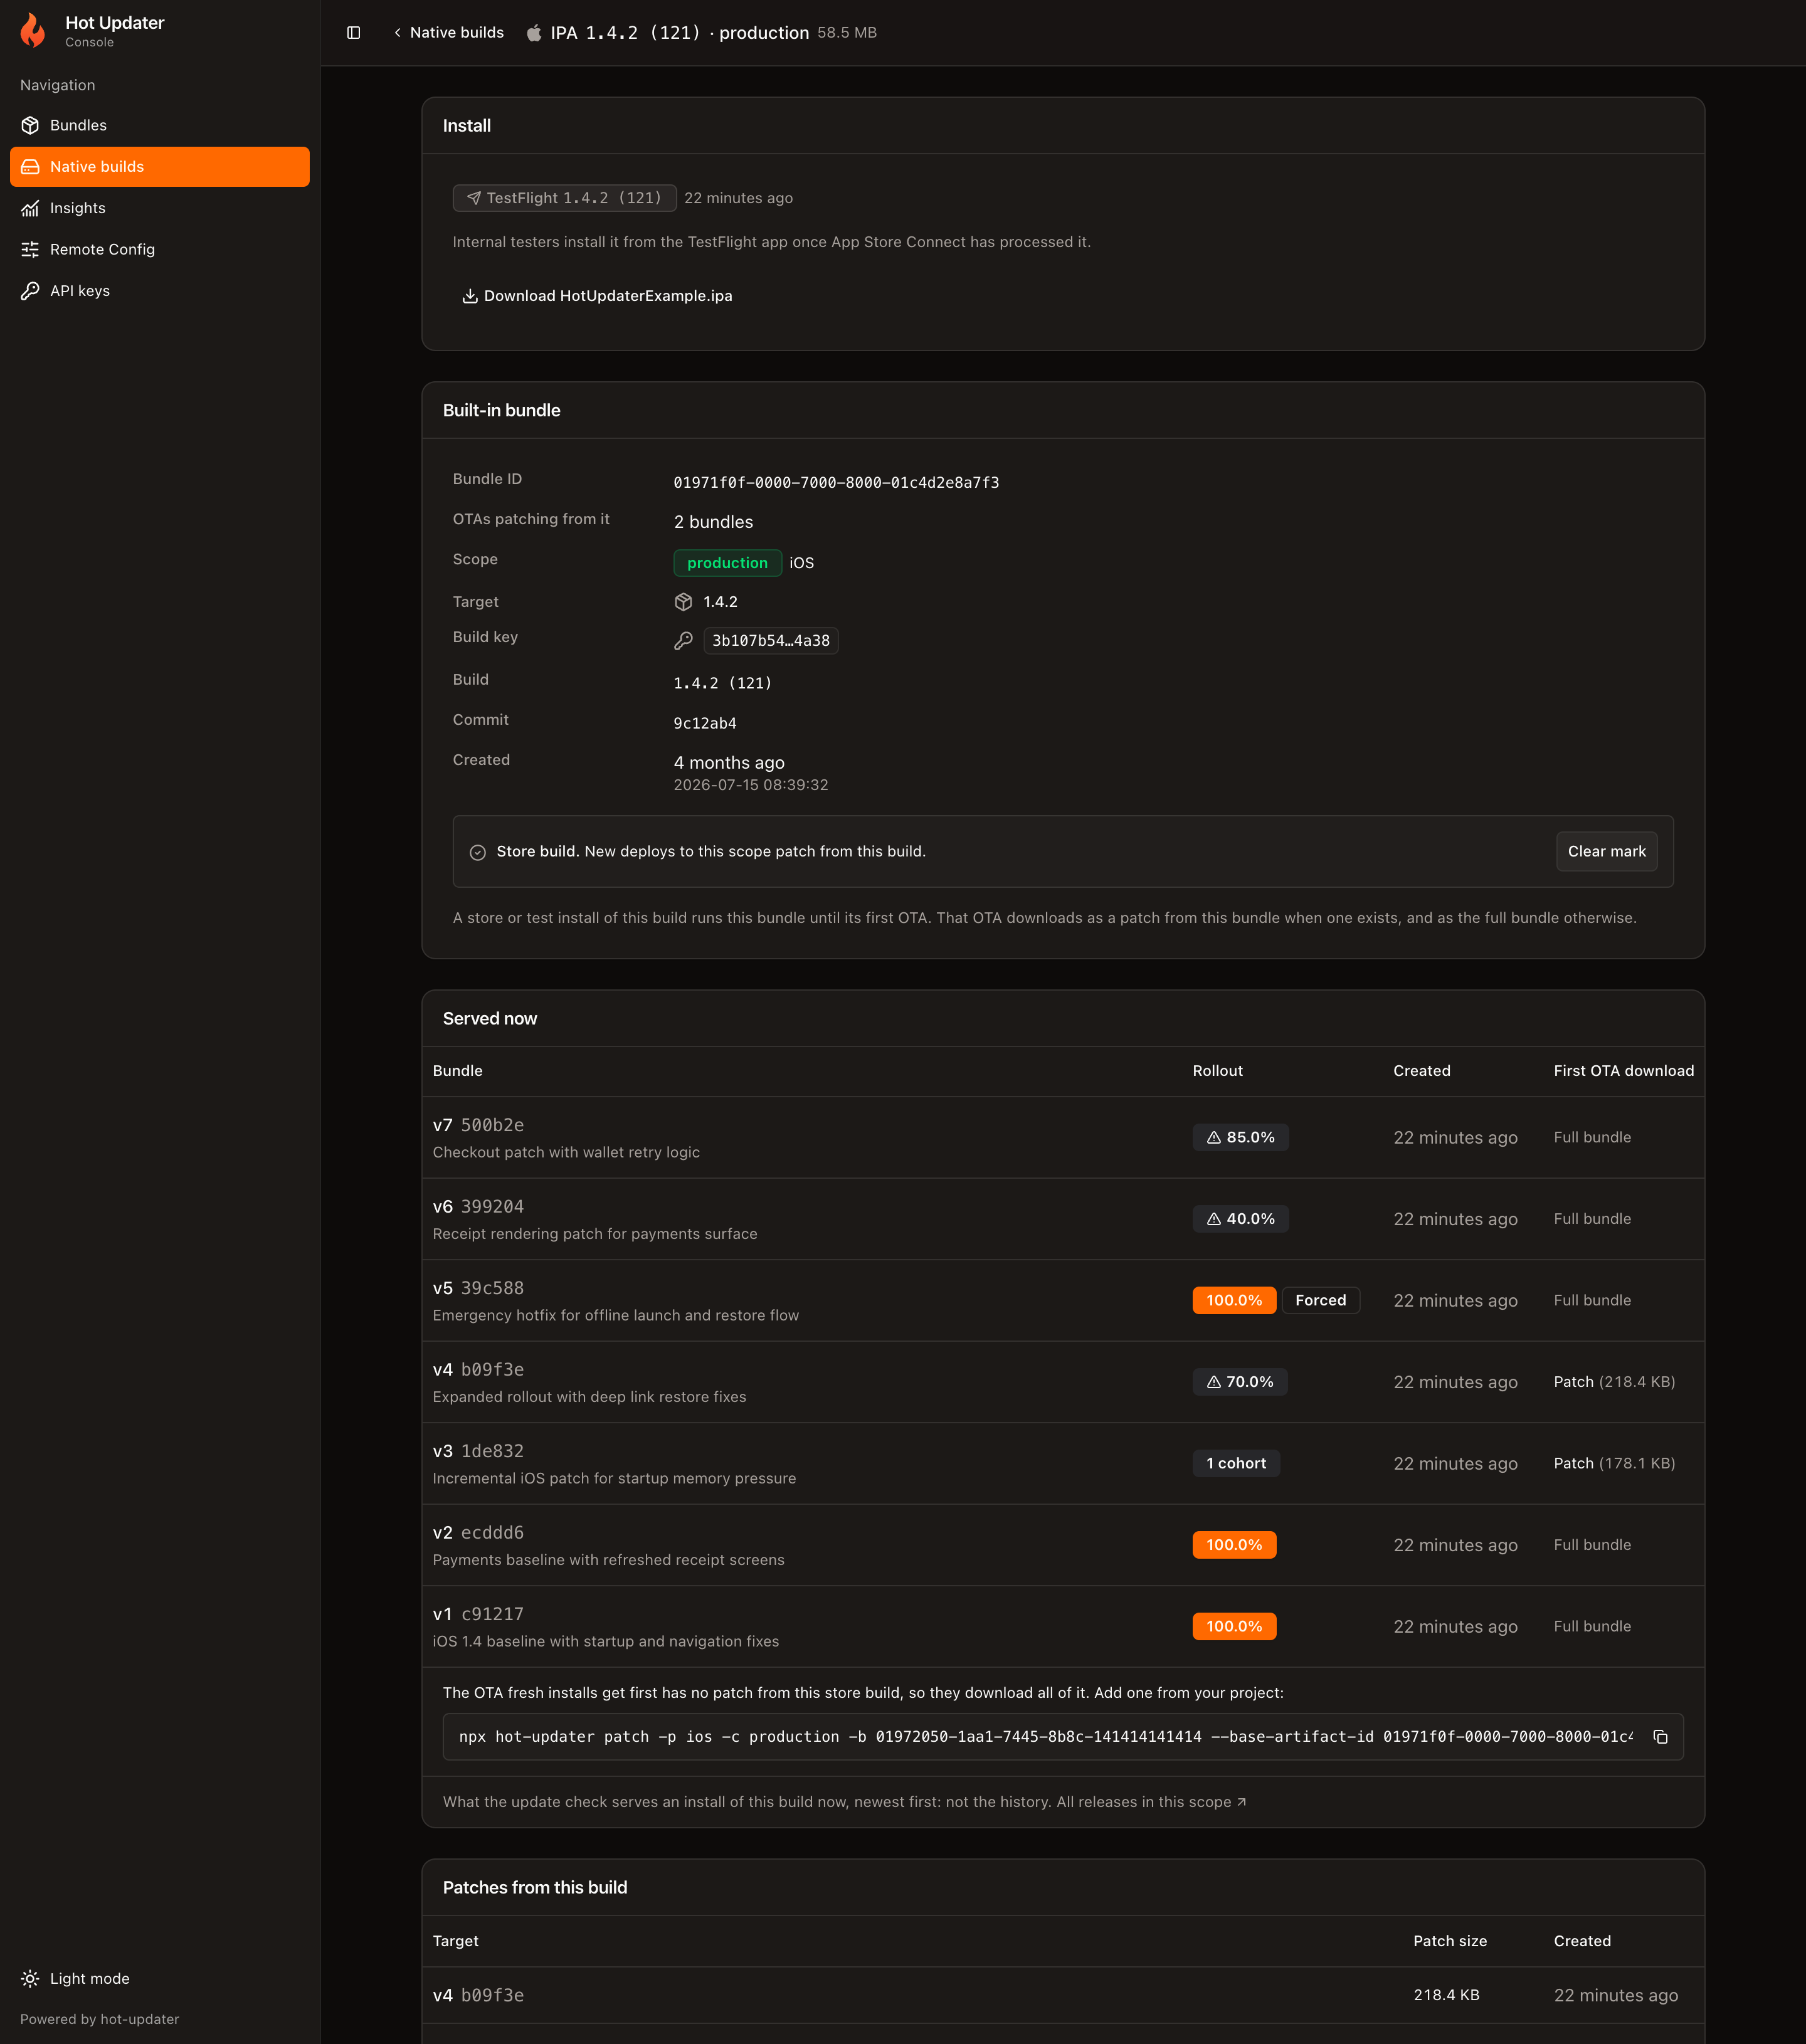 Hot Updater
Console
Navigation
Bundles
Native builds
Insights
Remote Config
API keys
Light mode
Powered by hot-updater
Native builds
IPA 1.4.2 (121) · production 58.5 MB
Install
TestFlight 1.4.2 (121) 22 minutes ago
Internal testers install it from the TestFlight app once App Store Connect has processed it.
Download HotUpdaterExample.ipa
Built-in bundle
Bundle ID 01971f0f-0000-7000-8000-01c4d2e8a7f3
OTAs patching from it 2 bundles
Scope production iOS
Target 1.4.2
Build key 3b107b54…4a38
Build 1.4.2 (121)
Commit 9c12ab4
Created 4 months ago
2026-07-15 08:39:32
Store build. New deploys to this scope patch from this build. Clear mark
A store or test install of this build runs this bundle until its first OTA. That OTA downloads as a patch from this bundle when one exists, and as the full bundle otherwise.
Served now
Bundle Rollout Created First OTA download
v7 500b2e
Checkout patch with wallet retry logic
85.0% 22 minutes ago Full bundle
v6 399204
Receipt rendering patch for payments surface
40.0% 22 minutes ago Full bundle
v5 39c588
Emergency hotfix for offline launch and restore flow
100.0% Forced 22 minutes ago Full bundle
v4 b09f3e
Expanded rollout with deep link restore fixes
70.0% 22 minutes ago Patch (218.4 KB)
v3 1de832
Incremental iOS patch for startup memory pressure
1 cohort 22 minutes ago Patch (178.1 KB)
v2 ecddd6
Payments baseline with refreshed receipt screens
100.0% 22 minutes ago Full bundle
v1 c91217
iOS 1.4 baseline with startup and navigation fixes
100.0% 22 minutes ago Full bundle
The OTA fresh installs get first has no patch from this store build, so they download all of it. Add one from your project:
npx hot-updater patch -p ios -c production -b 01972050-1aa1-7445-8b8c-141414141414 --base-artifact-id 01971f0f-0000-7000-8000-01c4
What the update check serves an install of this build now, newest first: not the history. All releases in this scope ↗
Patches from this build
Target Patch size Created
v4 b09f3e 218.4 KB 22 minutes ago